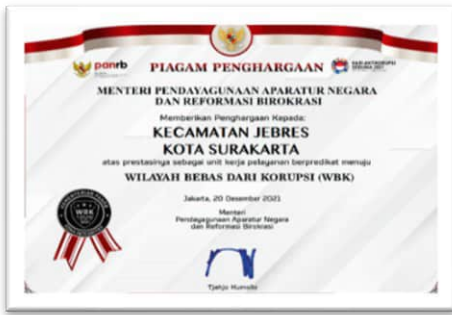 panrb
PIAGAM PENGHARGAAN
MENTERI PENDAYAGUNAAN APARATUR NEGARA
DAN REFORMASI BIROKRASI
Memberikan Penghargaan Kepada:
KECAMATAN JEBRES
KOTA SURAKARTA
atas prestasinya sebagai unit kerja pelayanan berpredikat menuju
WILAYAH BEBAS DARI KORUPSI (WBK)
Jakarta, 20 Desember 2021
Menteri
Pendayagunaan Aparatur Negara
dan Reformasi Birokrasi
WBK
Tjahjo Kumolo